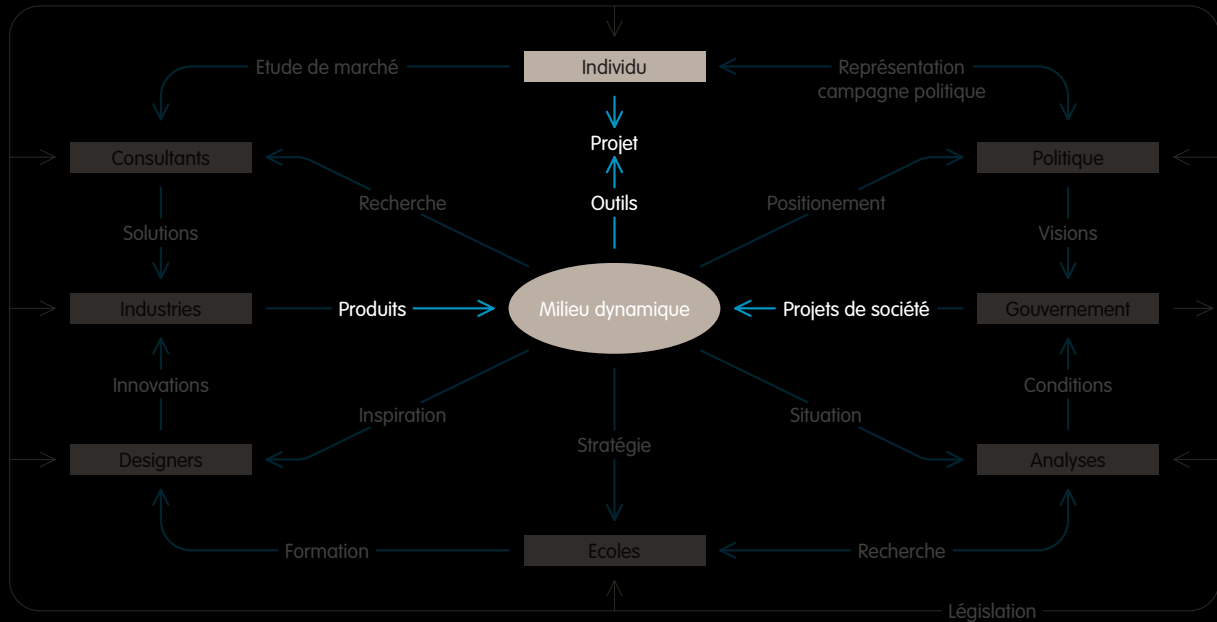 Etude de marché
Individu
Représentation
campagne politique
Projet
Consultants
Politique
Recherche
Outils
Positionement
Solutions
Visions
Industries
Produits
Milieu dynamique
Projets de société
Gouvernement
Innovations
Conditions
Inspiration
Situation
Stratégie
Designers
Analyses
Formation
Ecoles
Recherche
Législation